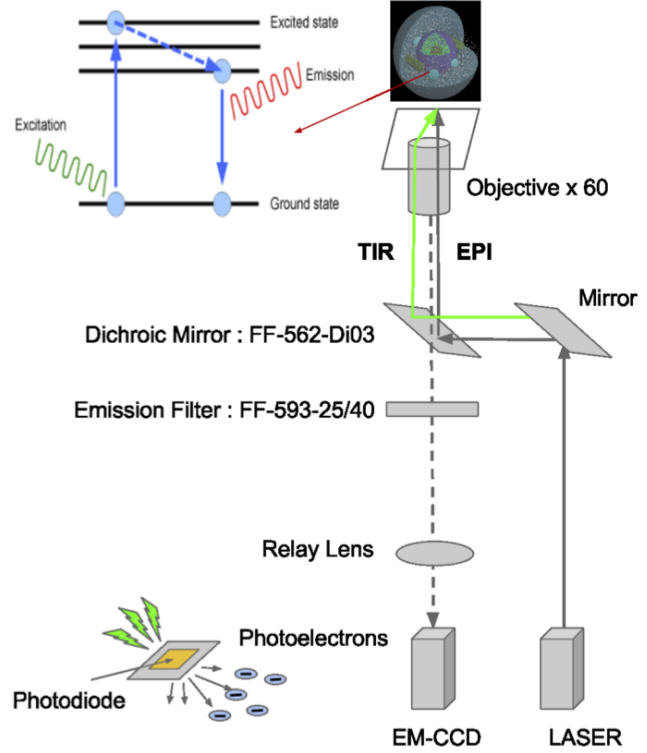 Excited state
Emission
Excitation
Ground state
Objective x 60
TIR
EPI
Mirror
Dichroic Mirror : FF-562-Di03
Emission Filter : FF-593-25/40
Relay Lens
Photoelectrons
Photodiode
EM-CCD
LASER